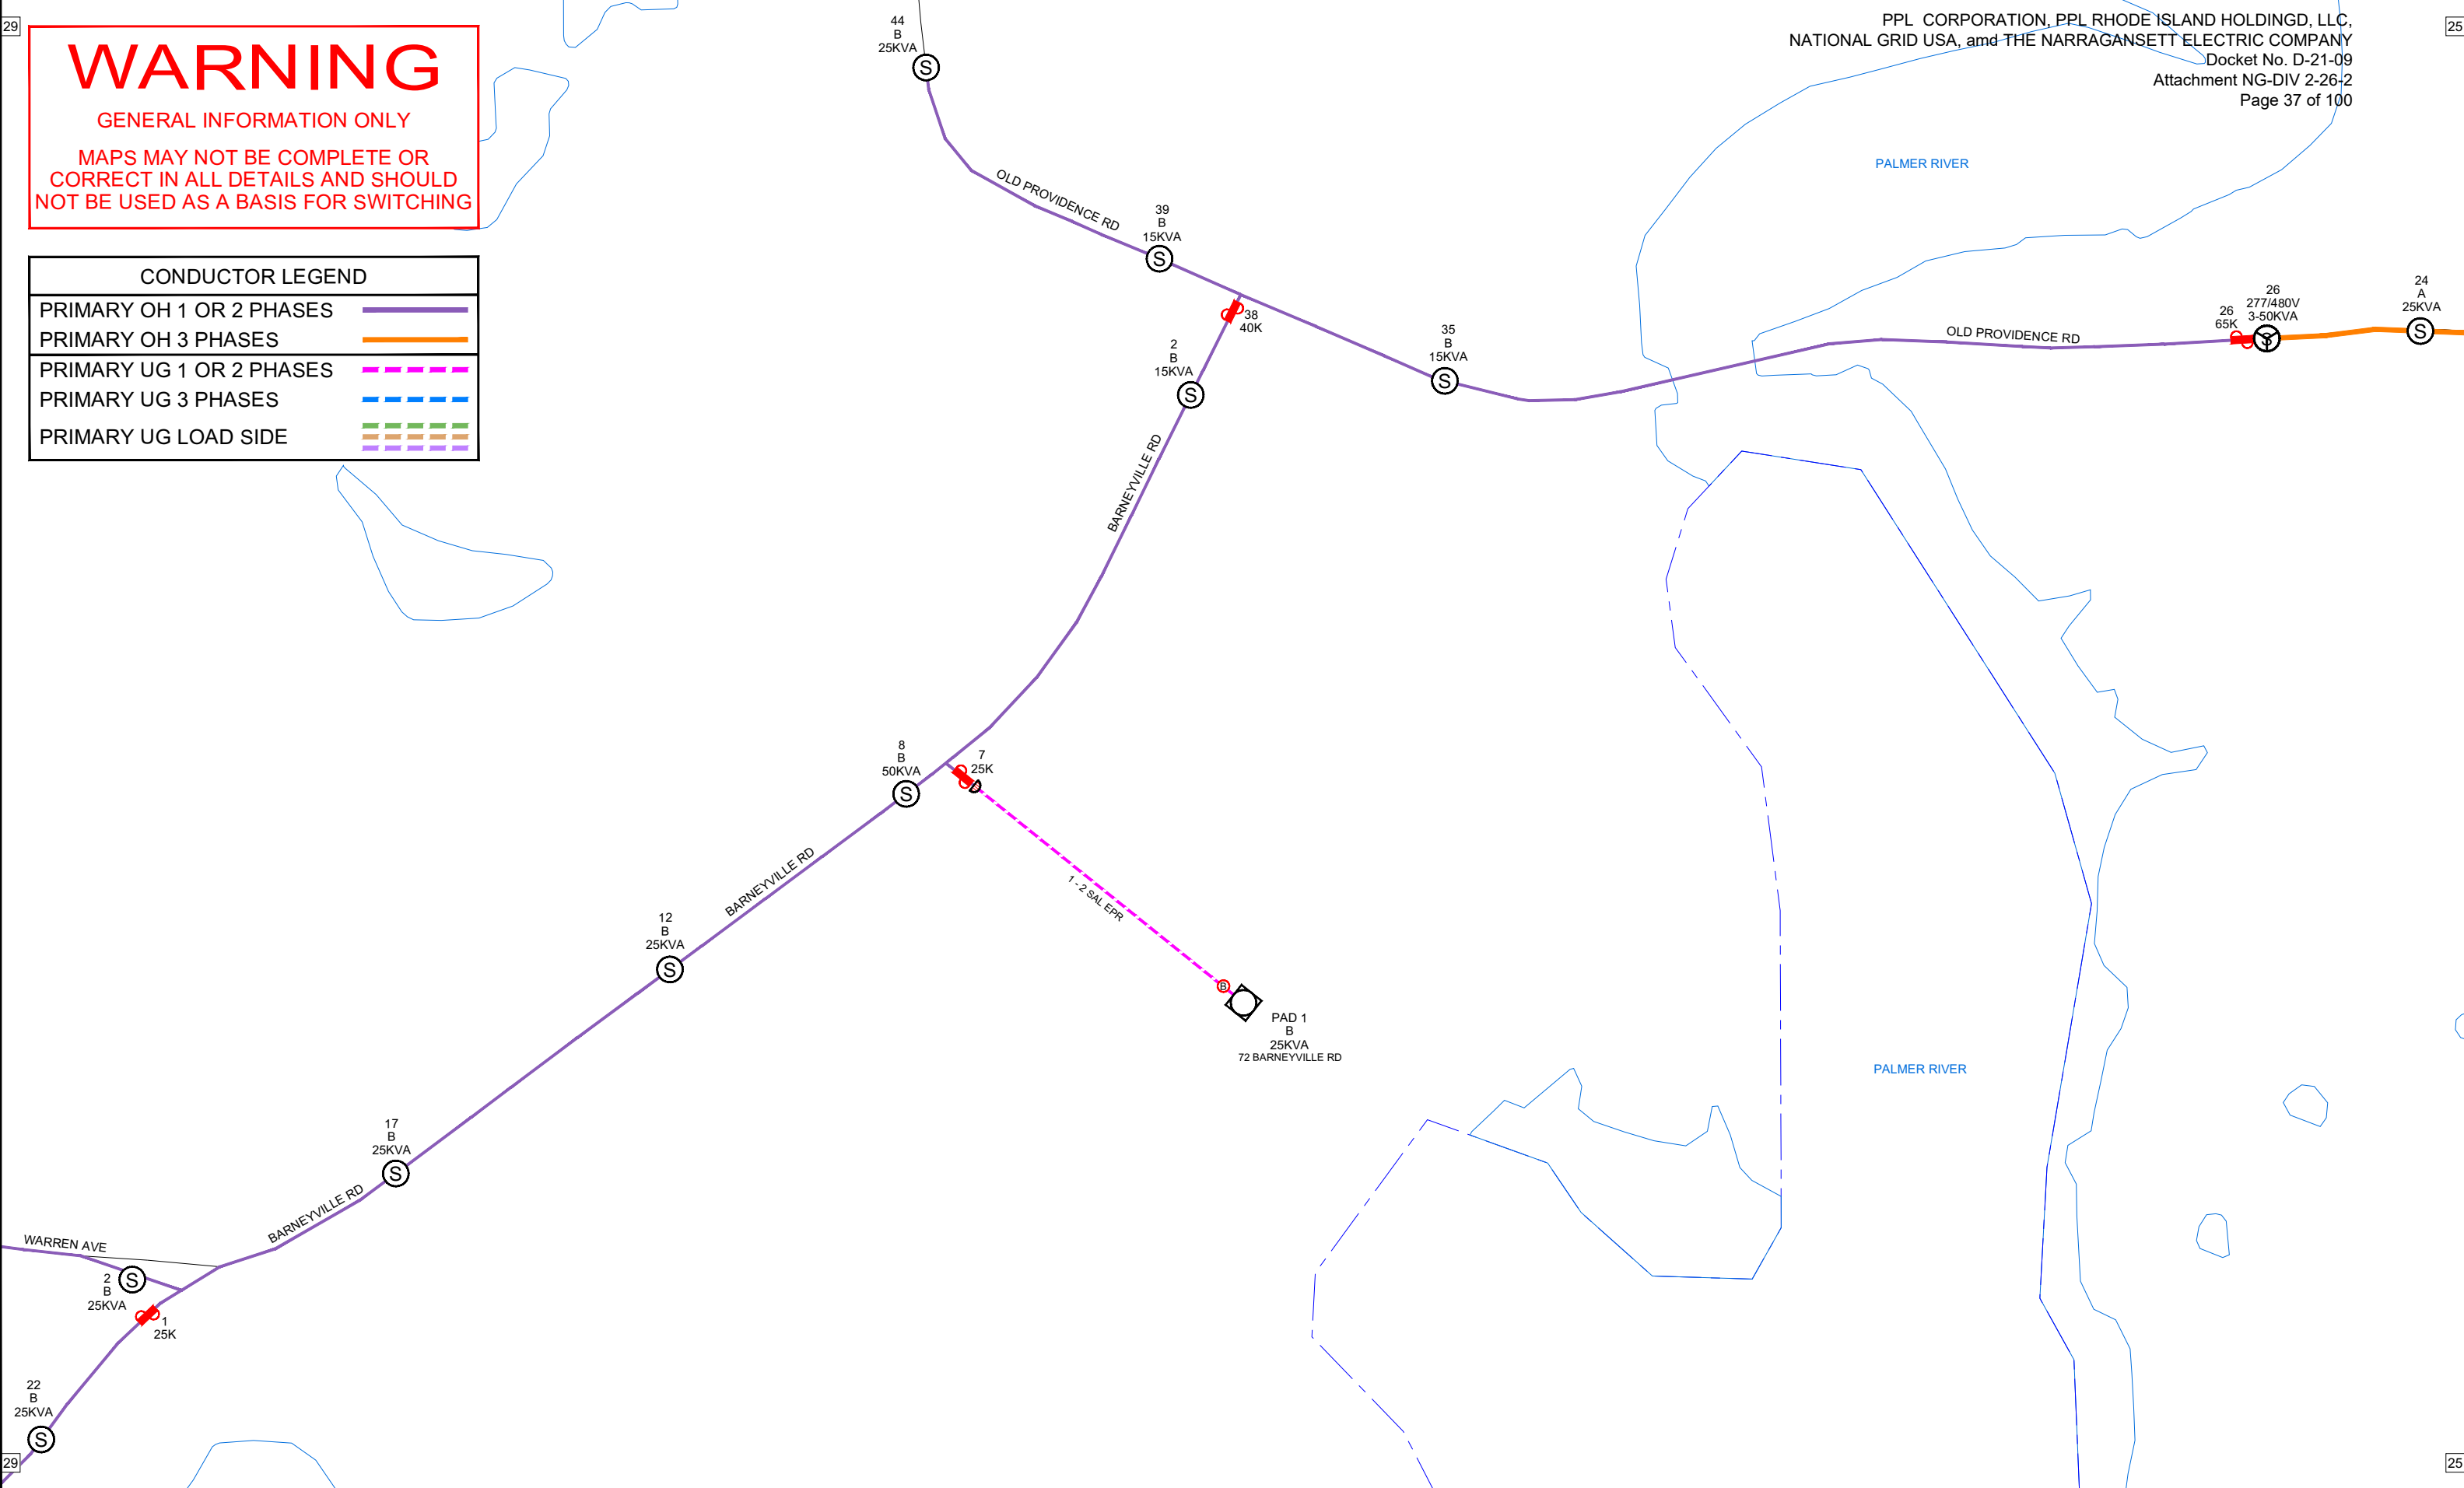 29
WARNING
GENERAL INFORMATION ONLY
MAPS MAY NOT BE COMPLETE OR
CORRECT IN ALL DETAILS AND SHOULD
NOT BE USED AS A BASIS FOR SWITCHING
CONDUCTOR LEGEND
PRIMARY OH 1 OR 2 PHASES
PRIMARY OH 3 PHASES
PRIMARY UG 1 OR 2 PHASES
PRIMARY UG 3 PHASES
PRIMARY UG LOAD SIDE
PPL CORPORATION, PPL RHODE ISLAND HOLDINGD, LLC,
NATIONAL GRID USA, amd THE NARRAGANSETT ELECTRIC COMPANY
Docket No. D-21-09
Attachment NG-DIV 2-26-2
Page 37 of 100
25
44
B
25KVA
S
OLD PROVIDENCE RD
39
B
15KVA
S
PALMER RIVER
38
40K
2
B
15KVA
S
35
B
15KVA
S
OLD PROVIDENCE RD
26
65K
26
277/480V
3-50KVA
S
24
A
25KVA
S
BARNEYVILLE RD
8
B
50KVA
S
7
25K
1 - 2 SAL EPR
BARNEYVILLE RD
12
B
25KVA
S
B
PAD 1
B
25KVA
72 BARNEYVILLE RD
PALMER RIVER
17
B
25KVA
S
BARNEYVILLE RD
WARREN AVE
2
B
25KVA
S
1
25K
22
B
25KVA
S
29
25